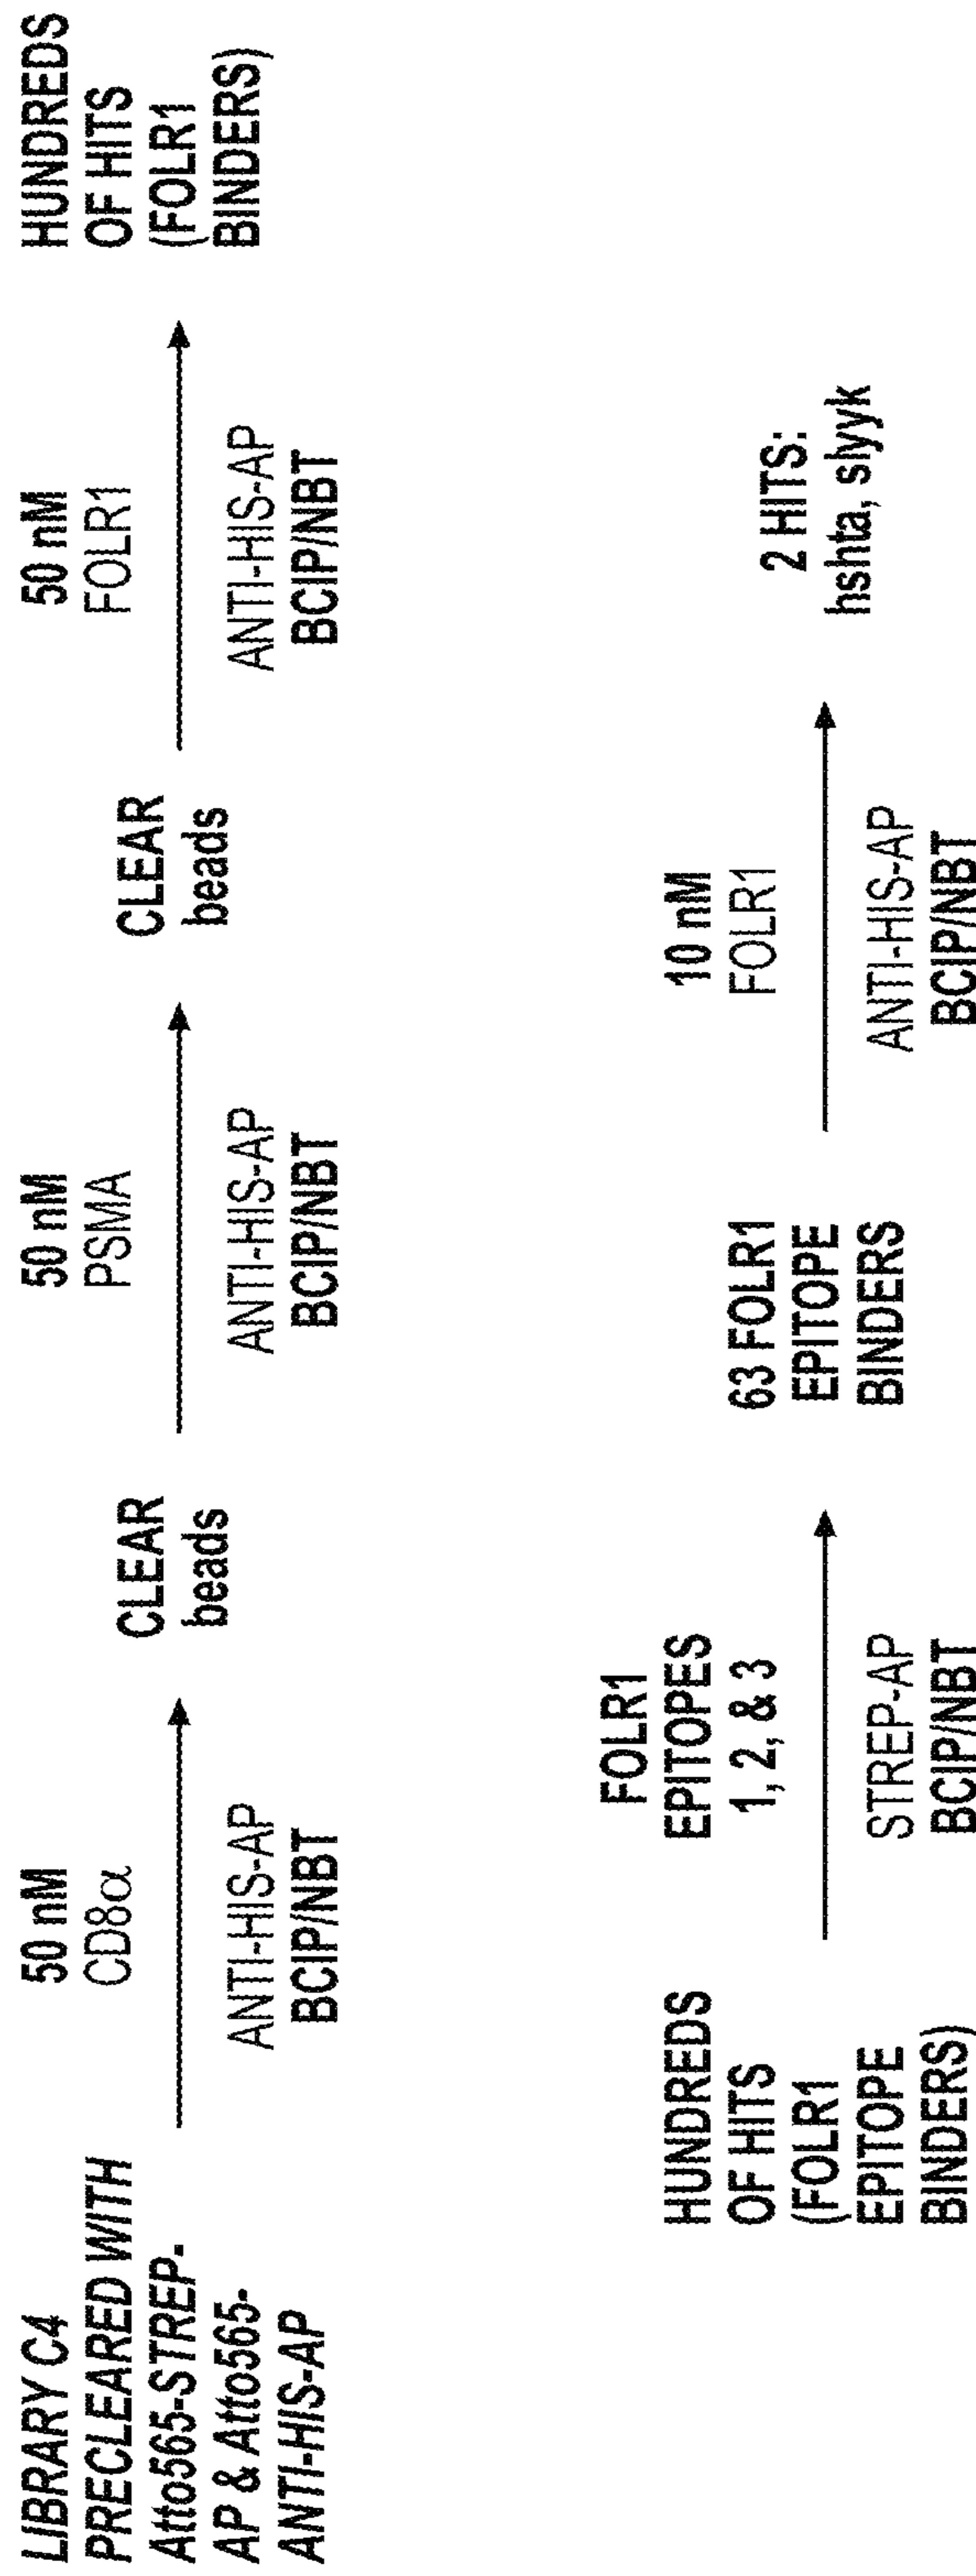 LIBRARY C4
PRECLEARED WITH
Atto565-STREP-
AP & Atto565-
ANTI-HIS-AP
50 nM
CD8α
ANTI-HIS-AP
BCIP/NBT
CLEAR
beads
50 nM
PSMA
ANTI-HIS-AP
BCIP/NBT
CLEAR
beads
50 nM
FOLR1
ANTI-HIS-AP
BCIP/NBT
HUNDREDS
OF HITS
(FOLR1
BINDERS)
HUNDREDS
OF HITS
(FOLR1
EPITOPE
BINDERS)
FOLR1
EPITOPES
1, 2, & 3
STREP-AP
BCIP/NBT
63 FOLR1
EPITOPE
BINDERS
10 nM
FOLR1
ANTI-HIS-AP
BCIP/NBT
2 HITS:
hshta, slyyk